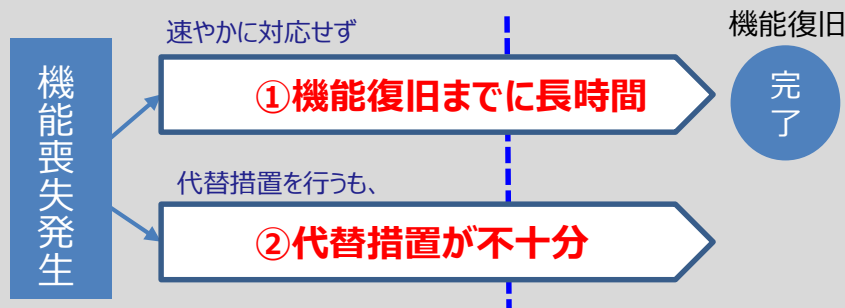 機能喪失発生
速やかに対応せず
①機能復旧までに長時間
代替措置を行うも、
②代替措置が不十分
機能復旧
完了